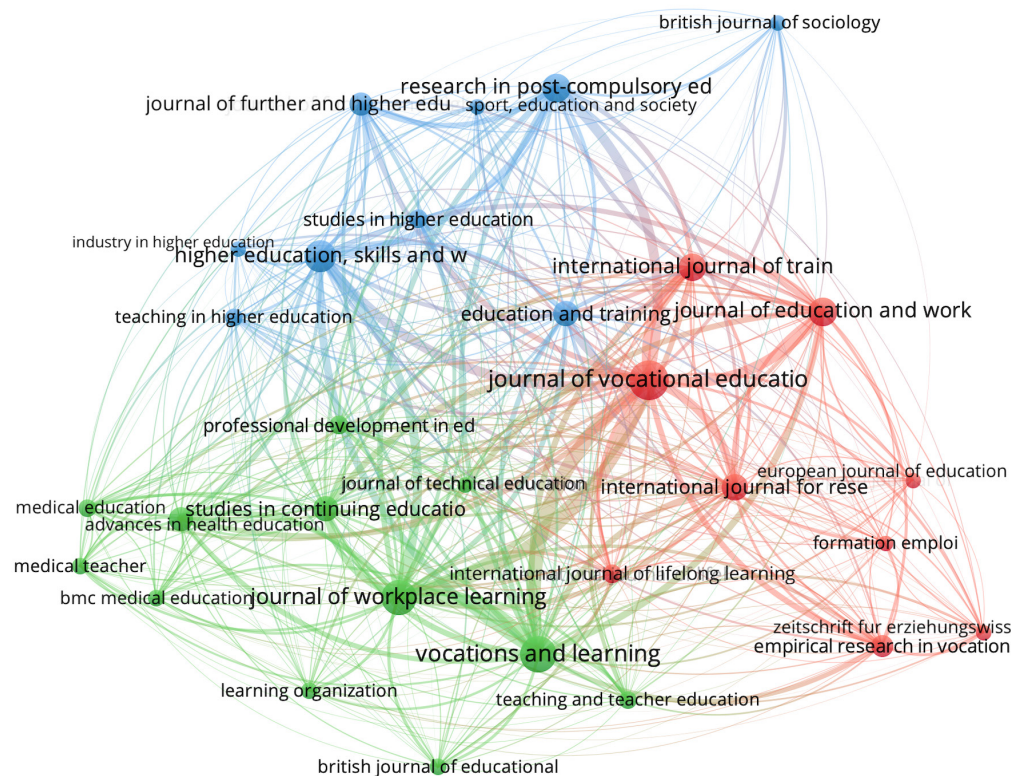 british journal of sociology
research in post-compulsory ed
journal of further and higher edu
sport, education and society
studies in higher education
industry in higher education
higher education, skills and w
international journal of train
journal of education and work
education and training
teaching in higher education
journal of vocational educatio
professional development in ed
european journal of education
journal of technical education
international journal for rese
medical education
studies in continuing educatio
advances in health education
formation emploi
medical teacher
international journal of lifelong learning
bmc medical education
journal of workplace learning
zeitschrift fur erziehungswiss
empirical research in vocation
vocations and learning
learning organization
teaching and teacher education
british journal of educational